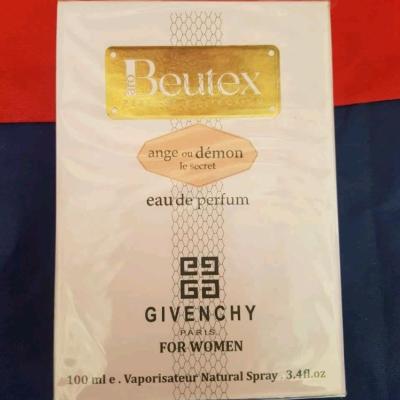 pro
Beutex
ange ou démon
le secret
eau de perfum
GIVENCHY
PARIS
FOR WOMEN
100 ml e . Vaporisateur Natural Spray . 3.4fl.oz